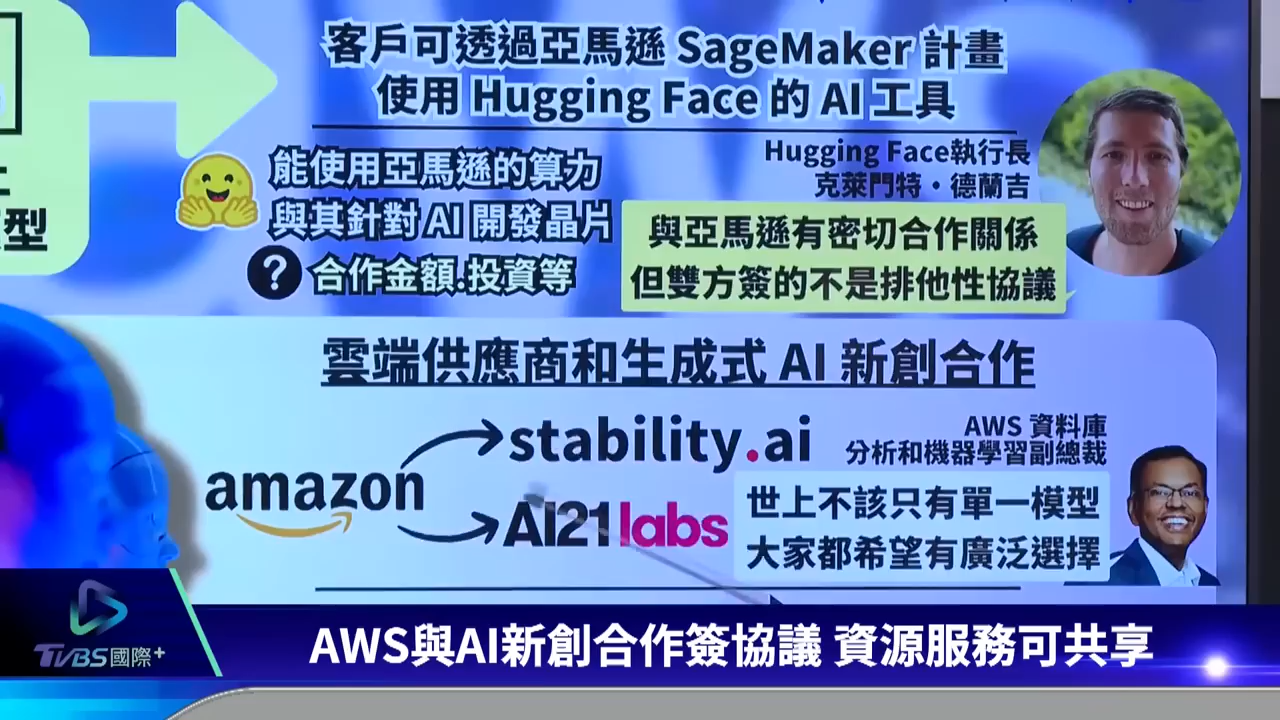 客戶可透過亞馬遜 SageMaker 計畫
使用 Hugging Face 的 AI 工具
型
能使用亞馬遜的算力
與其針對 AI 開發晶片
? 合作金額.投資等
Hugging Face執行長
克萊門特·德蘭吉
與亞馬遜有密切合作關係
但雙方簽的不是排他性協議
雲端供應商和生成式 AI 新創合作
amazon
stability.ai
AI21labs
AWS 資料庫
分析和機器學習副總裁
世上不該只有單一模型
大家都希望有廣泛選擇
TVBS國際+
AWS與AI新創合作簽協議 資源服務可共享